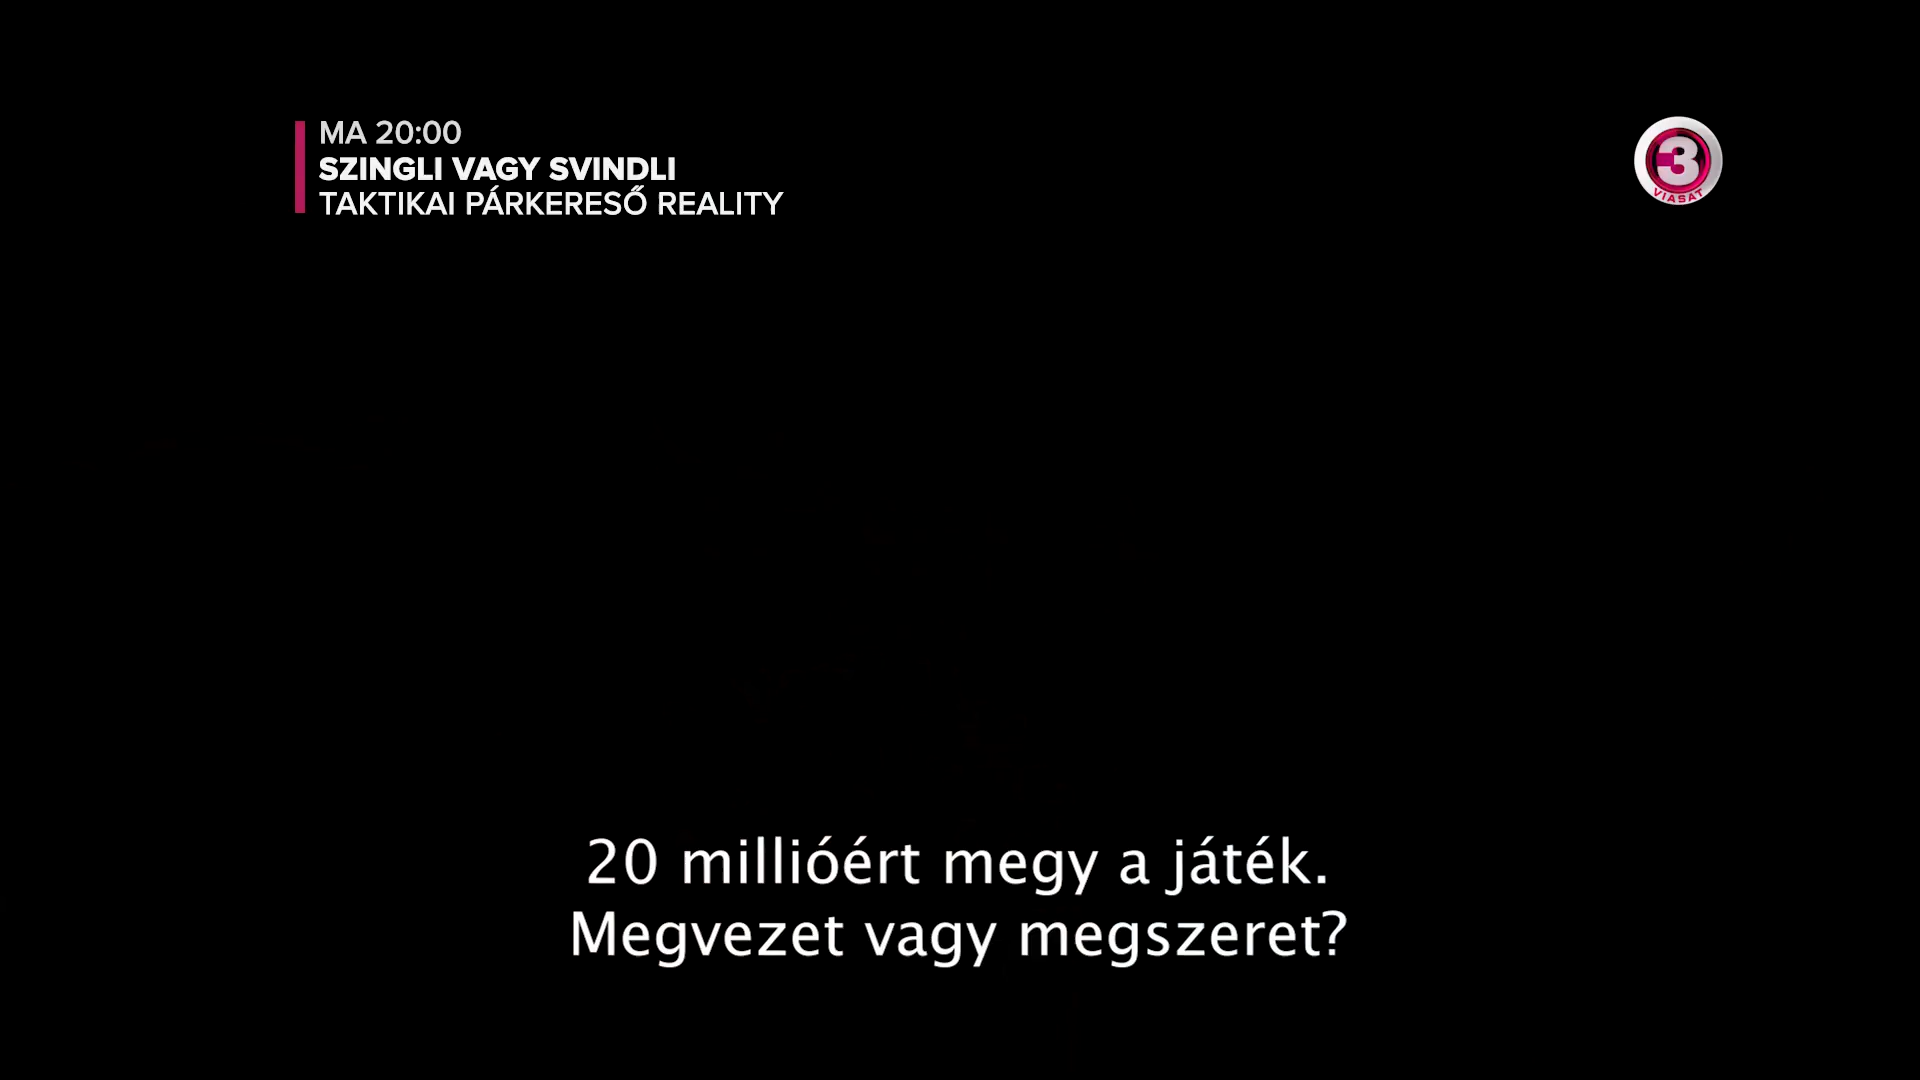 MA 20:00
SZINGLI VAGY SVINDLI
TAKTIKAI PÁRKERESŐ REALITY
3
VIASAT
20 millióért megy a játék.
Megvezet vagy megszeret?